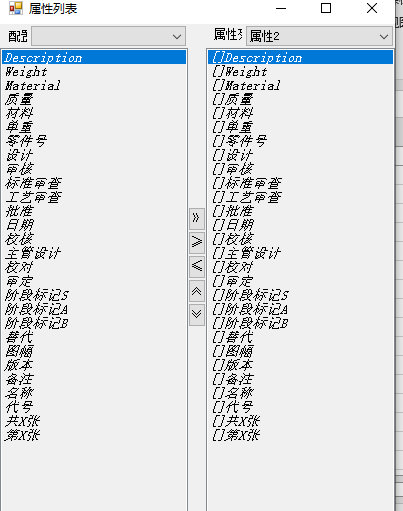 属性列表
属性2
Description
Weight
Material
质量
材料
单重
零件号
设计
审核
标准审查
工艺审查
批准
日期
校核
主管设计
校对
审定
阶段标记S
阶段标记A
阶段标记B
替代
图幅
版本
备注
名称
代号
共X张
第X张
[]Description
[]Weight
[]Material
[]质量
[]材料
[]单重
[]零件号
[]设计
[]审核
[]标准审查
[]工艺审查
[]批准
[]日期
[]校核
[]主管设计
[]校对
[]审定
[]阶段标记S
[]阶段标记A
[]阶段标记B
[]替代
[]图幅
[]版本
[]备注
[]名称
[]代号
[]共X张
[]第X张